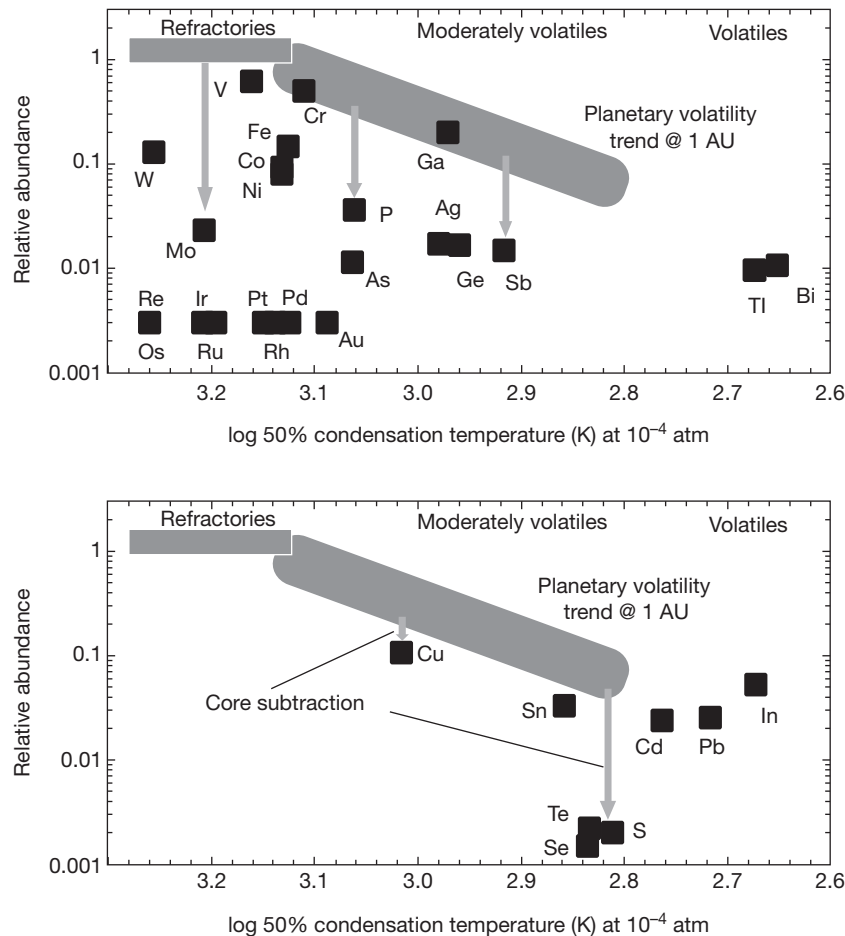 Refractories
Moderately volatiles
Volatiles
1
V
Cr
Planetary volatility
trend @ 1 AU
Fe
Co
Ni
Ga
0.1
W
Relative abundance
Mo
P
Ag
As
Ge
Sb
0.01
Tl
Bi
Re
Ir
Pt
Pd
Os
Ru
Rh
Au
0.001
3.2
3.1
3.0
2.9
2.8
2.7
2.6
log 50% condensation temperature (K) at 10⁻⁴ atm
Refractories
Moderately volatiles
Volatiles
1
Planetary volatility
trend @ 1 AU
Relative abundance
0.1
Cu
Core subtraction
Sn
In
Cd
Pb
0.01
Te
S
Se
0.001
3.2
3.1
3.0
2.9
2.8
2.7
2.6
log 50% condensation temperature (K) at 10⁻⁴ atm